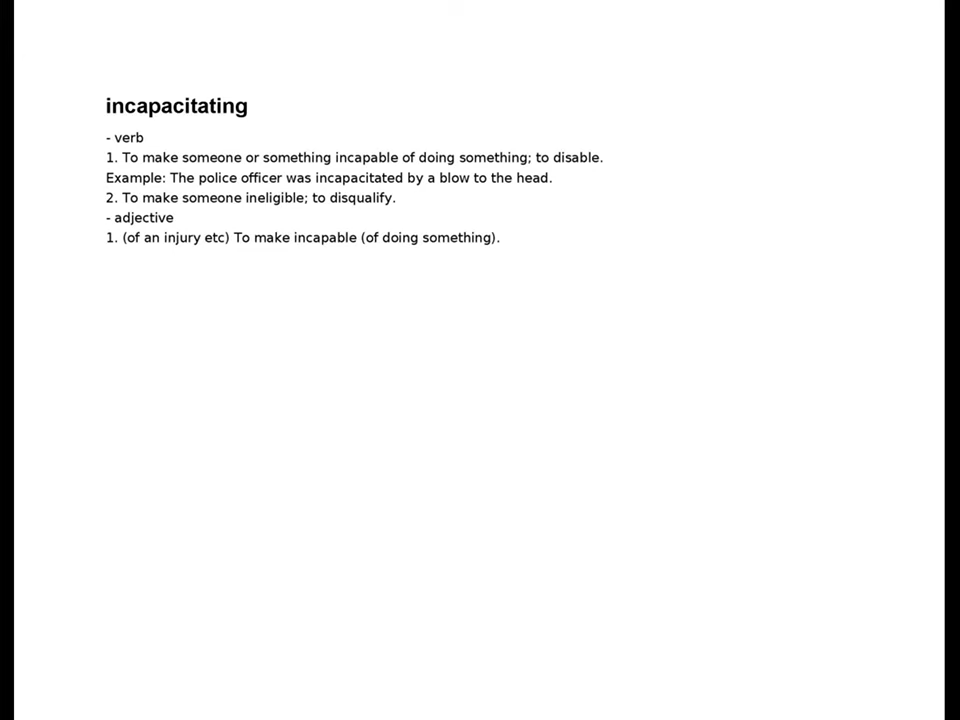 incapacitating
- verb
1. To make someone or something incapable of doing something; to disable.
Example: The police officer was incapacitated by a blow to the head.
2. To make someone ineligible; to disqualify.
- adjective
1. (of an injury etc) To make incapable (of doing something).